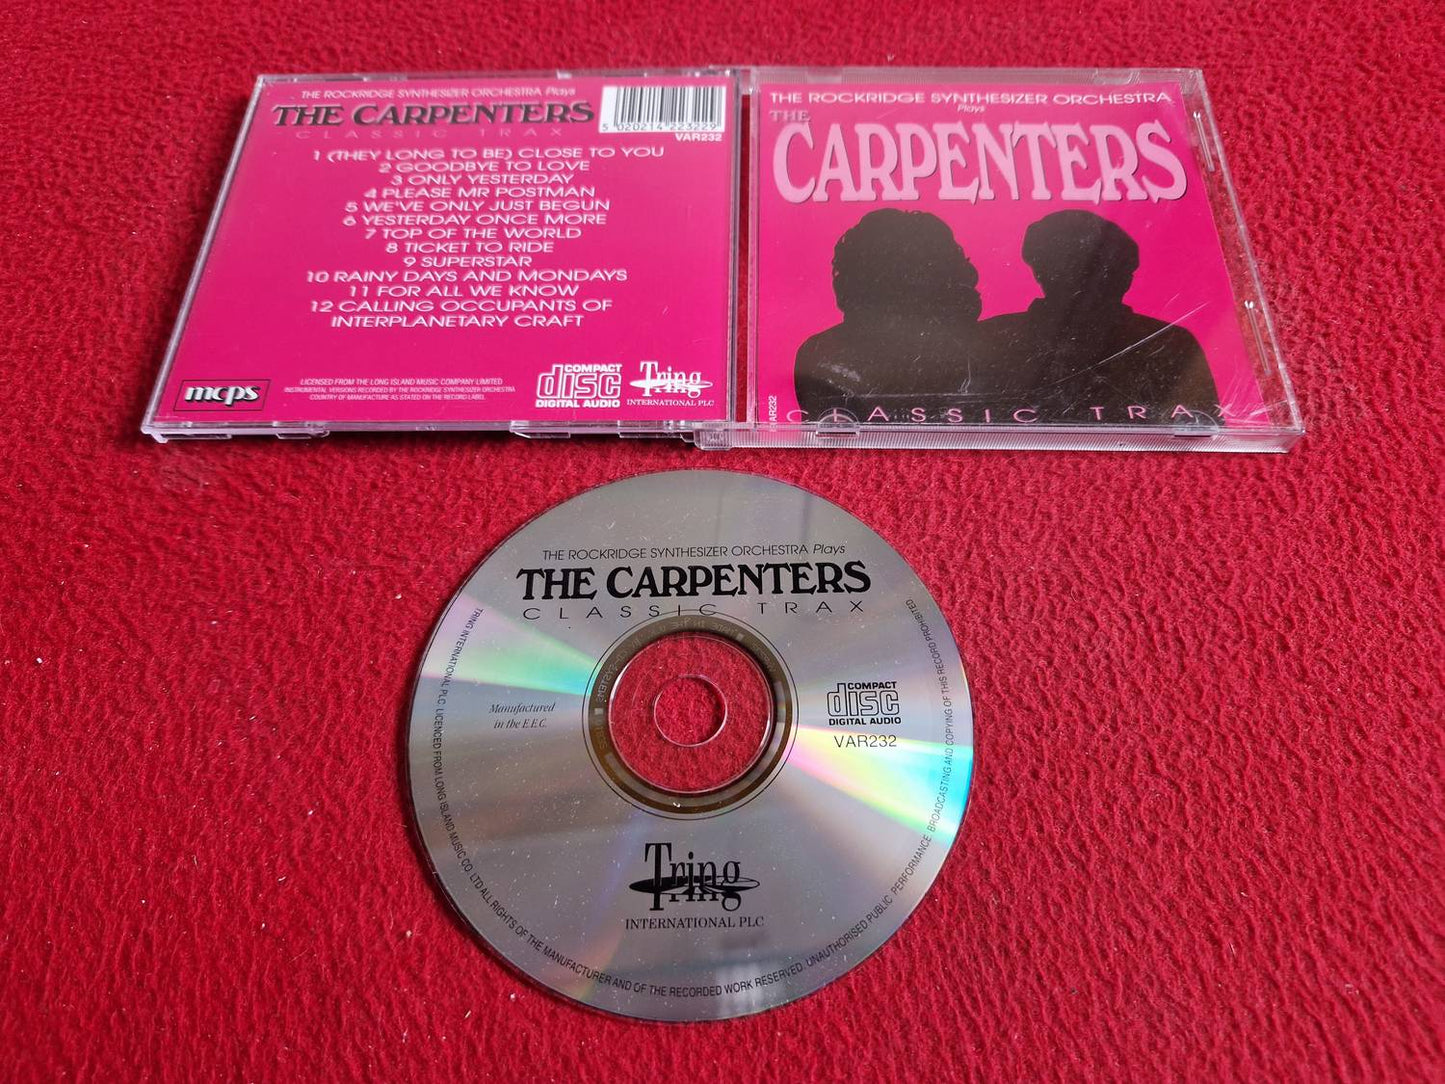 THE ROCKRIDGE SYNTHESIZER ORCHESTRA Plays
THE CARPENTERS
CLASSIC TRAX
5 020214 223229
VAR232
1 (THEY LONG TO BE) CLOSE TO YOU
2 GOODBYE TO LOVE
3 ONLY YESTERDAY
4 PLEASE MR POSTMAN
5 WE'VE ONLY JUST BEGUN
6 YESTERDAY ONCE MORE
7 TOP OF THE WORLD
8 TICKET TO RIDE
9 SUPERSTAR
10 RAINY DAYS AND MONDAYS
11 FOR ALL WE KNOW
12 CALLING OCCUPANTS OF
INTERPLANETARY CRAFT
mcps
LICENSED FROM THE LONG ISLAND MUSIC COMPANY LIMITED
INSTRUMENTAL VERSIONS RECORDED BY THE ROCKRIDGE SYNTHESIZER ORCHESTRA
COUNTRY OF MANUFACTURE AS STATED ON THE RECORD LABEL
COMPACT
disc
DIGITAL AUDIO
Tring
INTERNATIONAL PLC
THE ROCKRIDGE SYNTHESIZER ORCHESTRA
Plays
THE
CARPENTERS
CLASSIC TRAX
VAR232
THE ROCKRIDGE SYNTHESIZER ORCHESTRA Plays
THE CARPENTERS
CLASSIC TRAX
Manufactured
in the E.E.C.
COMPACT
disc
DIGITAL AUDIO
VAR232
Tring
INTERNATIONAL PLC
TRING INTERNATIONAL PLC. LICENCED FROM LONG ISLAND MUSIC CO. LTD ALL RIGHTS OF THE MANUFACTURER AND OF THE RECORDED WORK RESERVED. UNAUTHORISED PUBLIC PERFORMANCE BROADCASTING AND COPYING OF THIS RECORD PROHIBITED